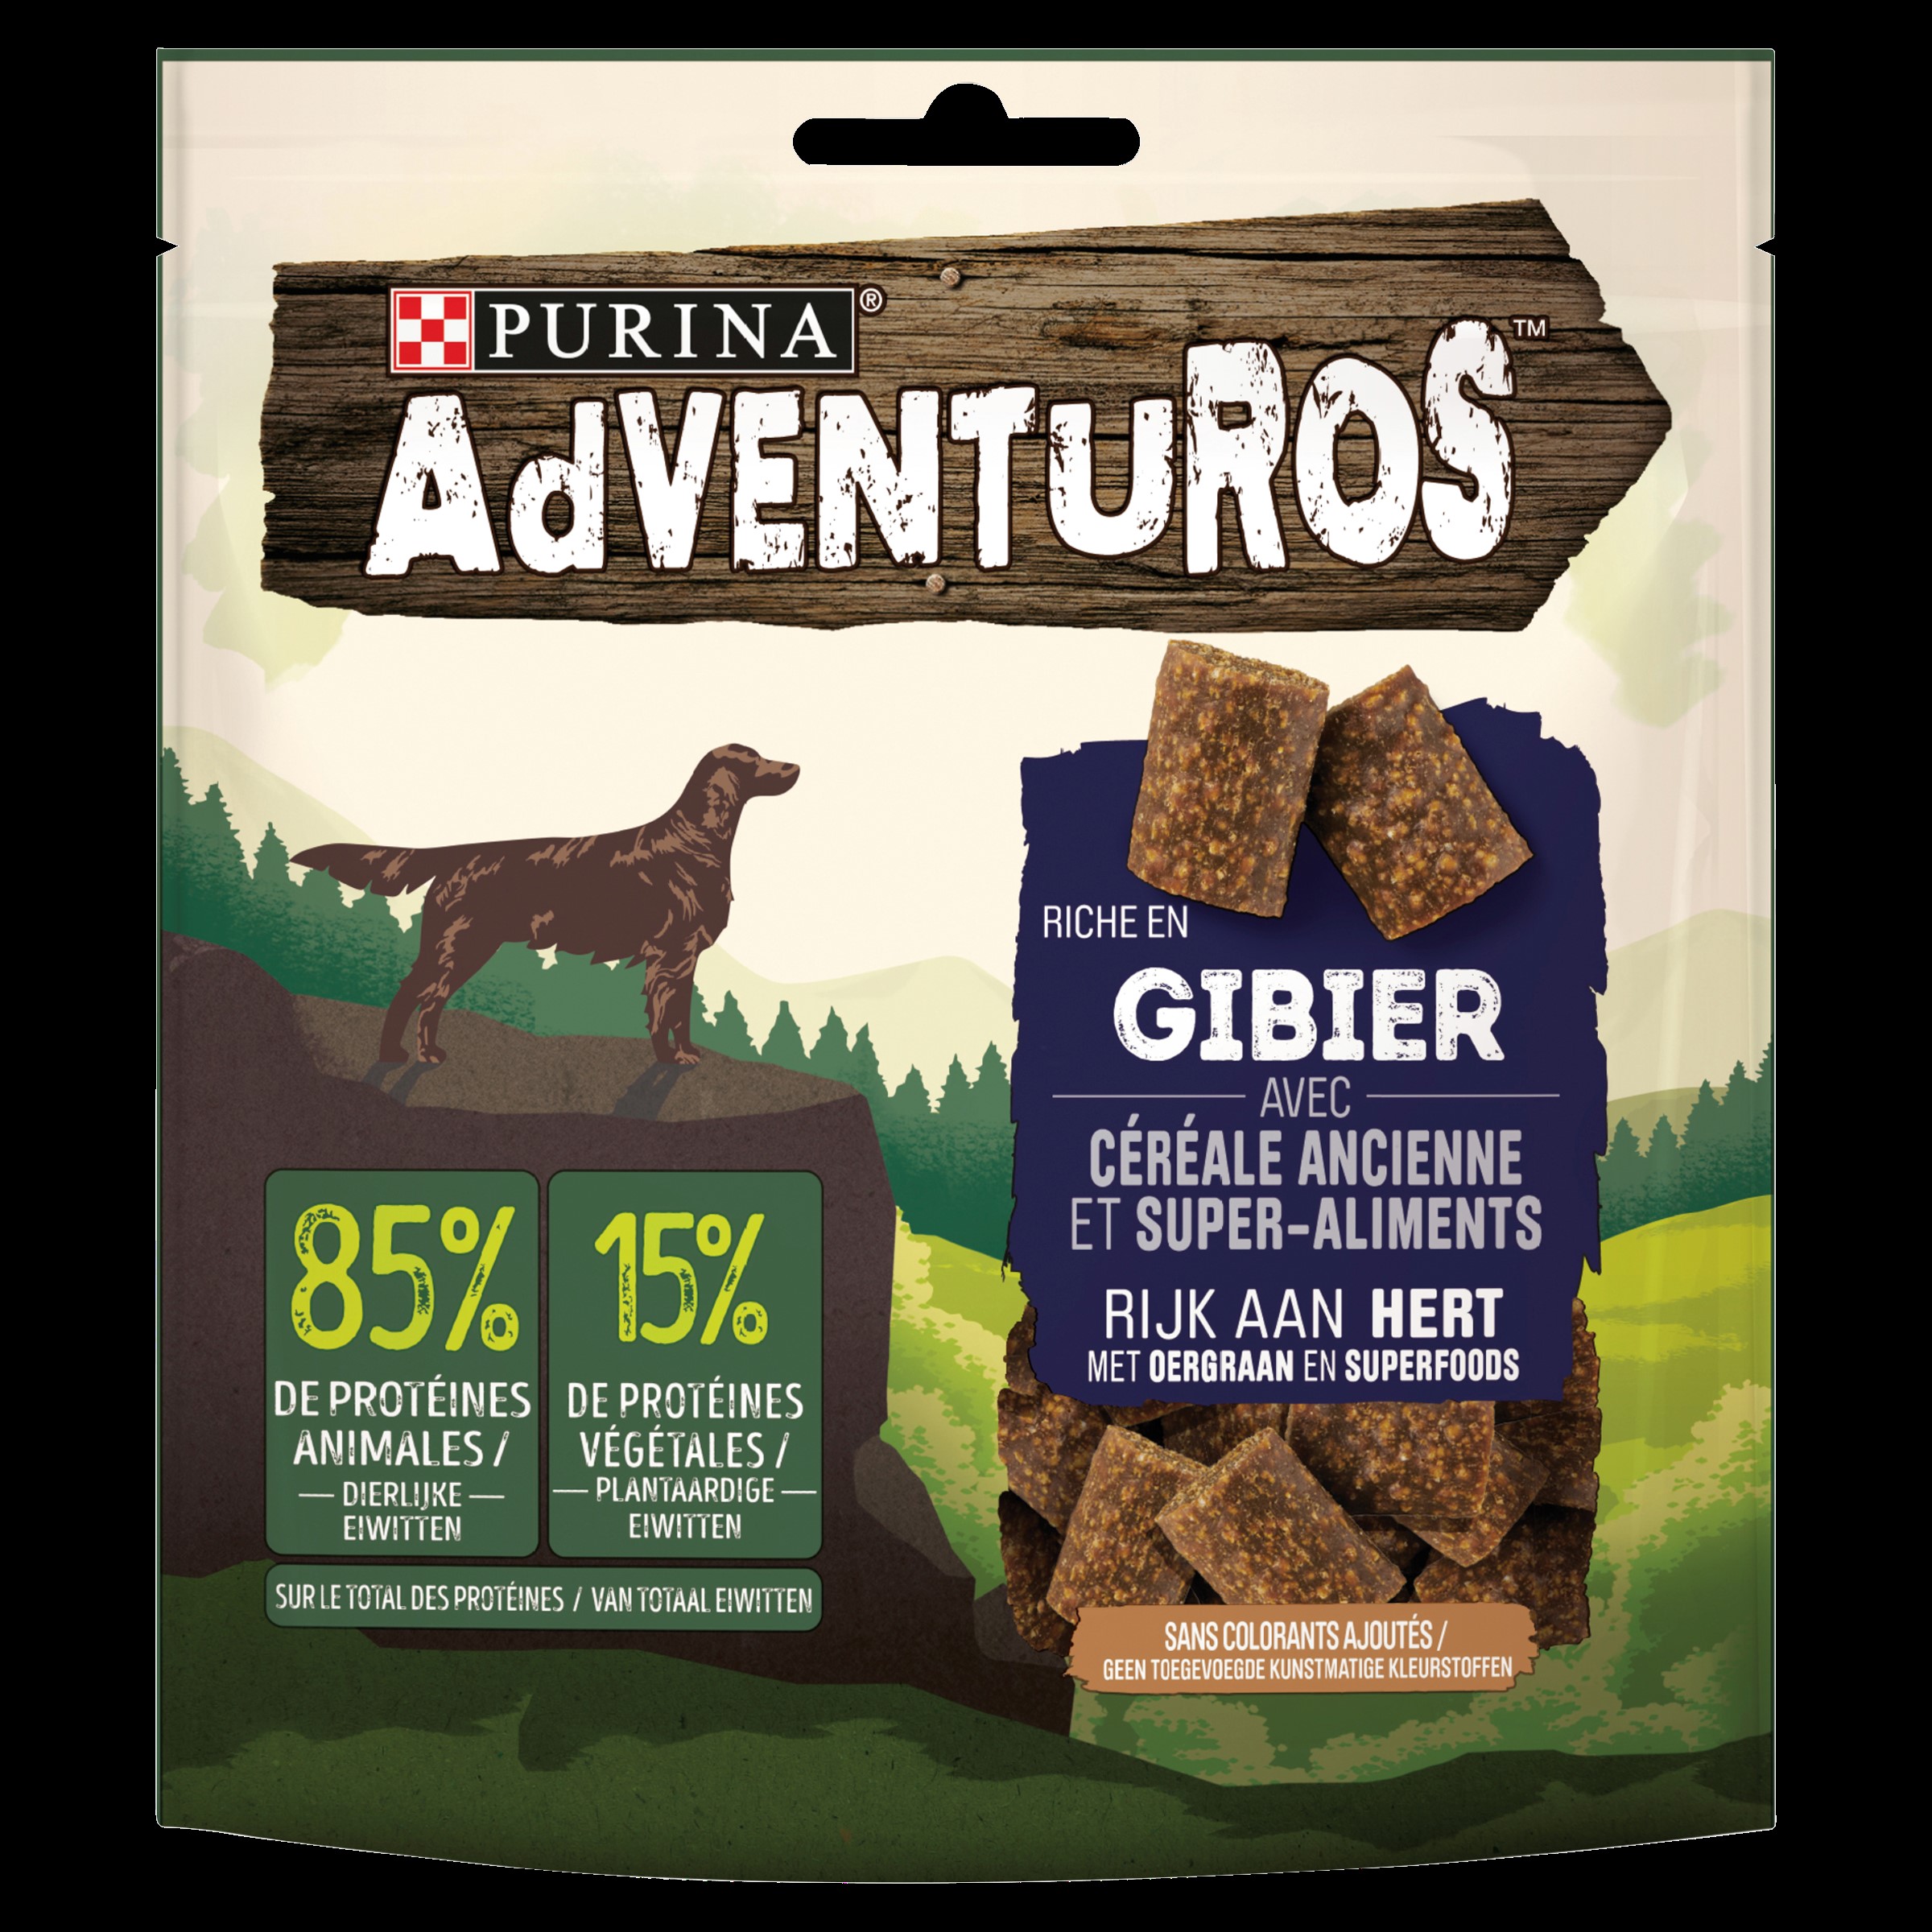 PURINA®
ADVENTUROS™
RICHE EN
GIBIER
AVEC
CÉRÉALE ANCIENNE
ET SUPER-ALIMENTS
RIJK AAN HERT
MET OERGRAAN EN SUPERFOODS
85%
DE PROTÉINES
ANIMALES /
DIERLIJKE
EIWITTEN
15%
DE PROTÉINES
VÉGÉTALES /
PLANTAARDIGE
EIWITTEN
SUR LE TOTAL DES PROTÉINES / VAN TOTAAL EIWITTEN
SANS COLORANTS AJOUTÉS /
GEEN TOEGEVOEGDE KUNSTMATIGE KLEURSTOFFEN